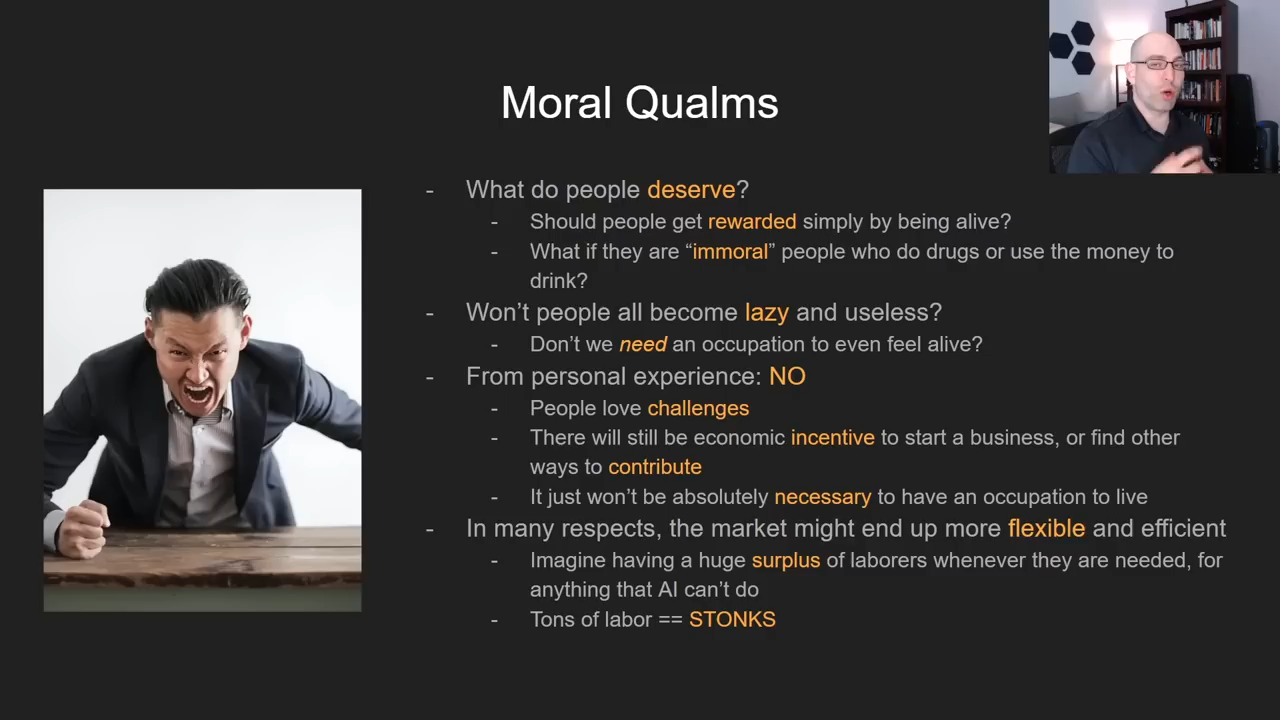 Moral Qualms
- What do people deserve?
- Should people get rewarded simply by being alive?
- What if they are “immoral” people who do drugs or use the money to
drink?
- Won’t people all become lazy and useless?
- Don’t we need an occupation to even feel alive?
- From personal experience: NO
- People love challenges
- There will still be economic incentive to start a business, or find other
ways to contribute
- It just won’t be absolutely necessary to have an occupation to live
- In many respects, the market might end up more flexible and efficient
- Imagine having a huge surplus of laborers whenever they are needed, for
anything that AI can’t do
- Tons of labor == STONKS